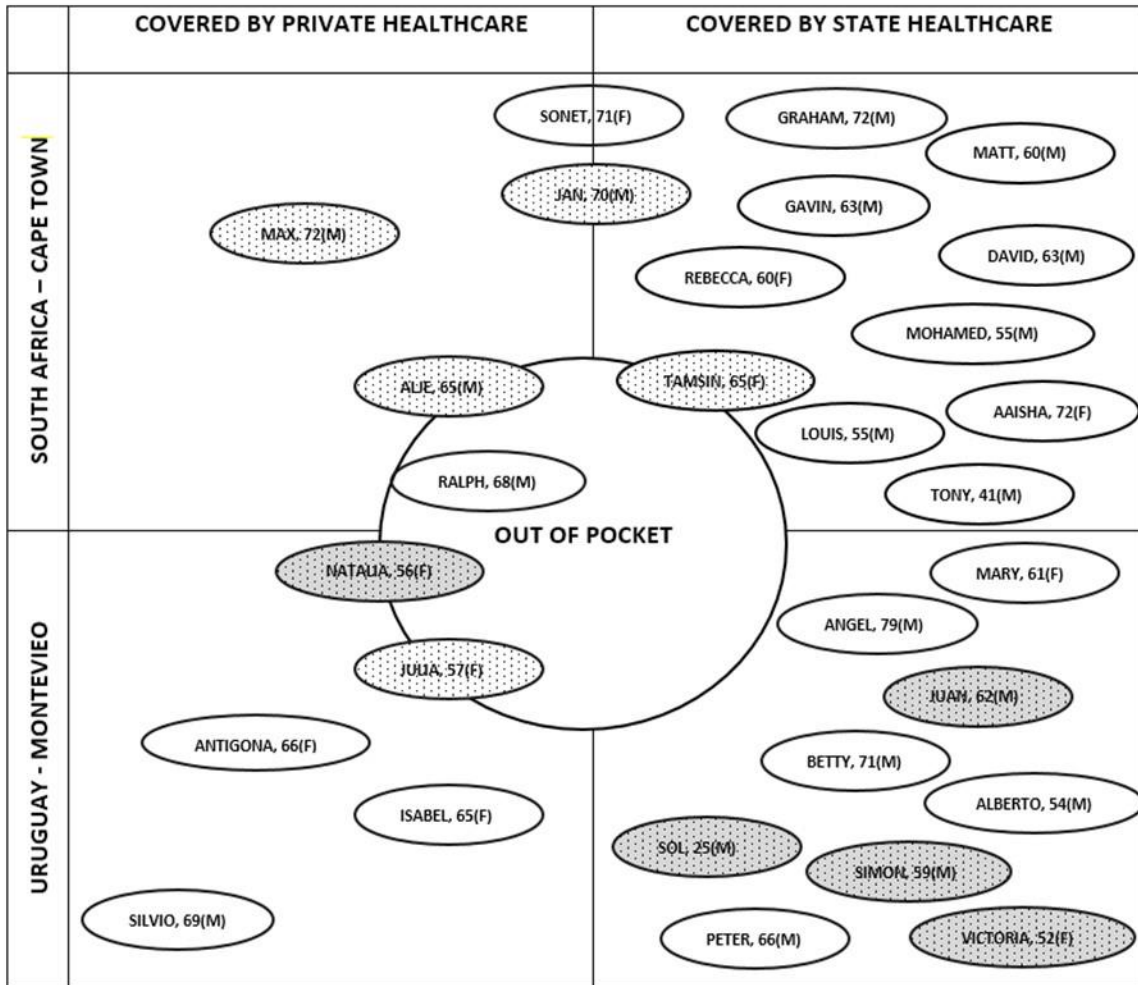 COVERED BY PRIVATE HEALTHCARE
COVERED BY STATE HEALTHCARE
SOUTH AFRICA – CAPE TOWN
SONET, 71(F)
GRAHAM, 72(M)
MATT, 60(M)
JAN, 70(M)
GAVIN, 63(M)
MAX, 72(M)
DAVID, 63(M)
REBECCA, 60(F)
MOHAMED, 55(M)
ALJE, 65(M)
TAMSIN, 65(F)
AAISHA, 72(F)
LOUIS, 55(M)
RALPH, 68(M)
TONY, 41(M)
OUT OF POCKET
URUGUAY - MONTEVIEO
NATALIA, 56(F)
MARY, 61(F)
ANGEL, 79(M)
JULIA, 57(F)
JUAN, 62(M)
ANTIGONA, 66(F)
BETTY, 71(M)
ALBERTO, 54(M)
ISABEL, 65(F)
SOL, 25(M)
SIMON, 59(M)
SILVIO, 69(M)
PETER, 66(M)
VICTORIA, 52(F)